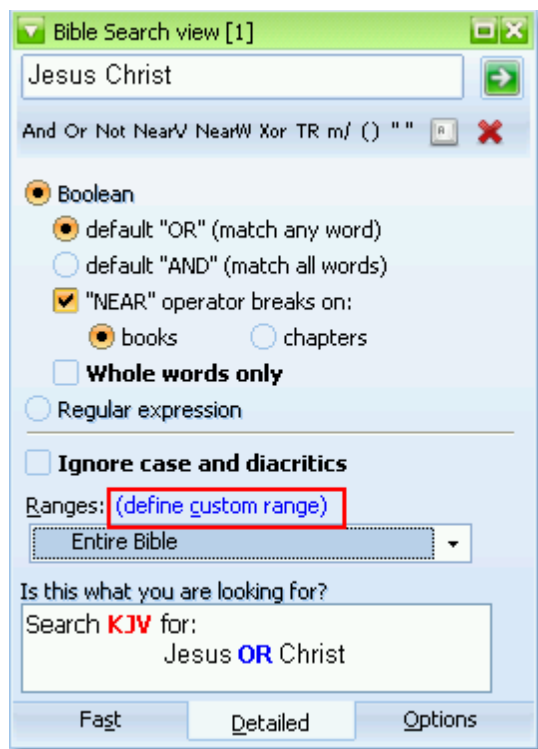 Bible Search view [1]
Jesus Christ
And Or Not NearV NearW Xor TR m/ () " "
Boolean
default "OR" (match any word)
default "AND" (match all words)
"NEAR" operator breaks on:
books chapters
Whole words only
Regular expression
Ignore case and diacritics
Ranges: (define custom range)
Entire Bible
Is this what you are looking for?
Search KJV for:
Jesus OR Christ
Fast Detailed Options